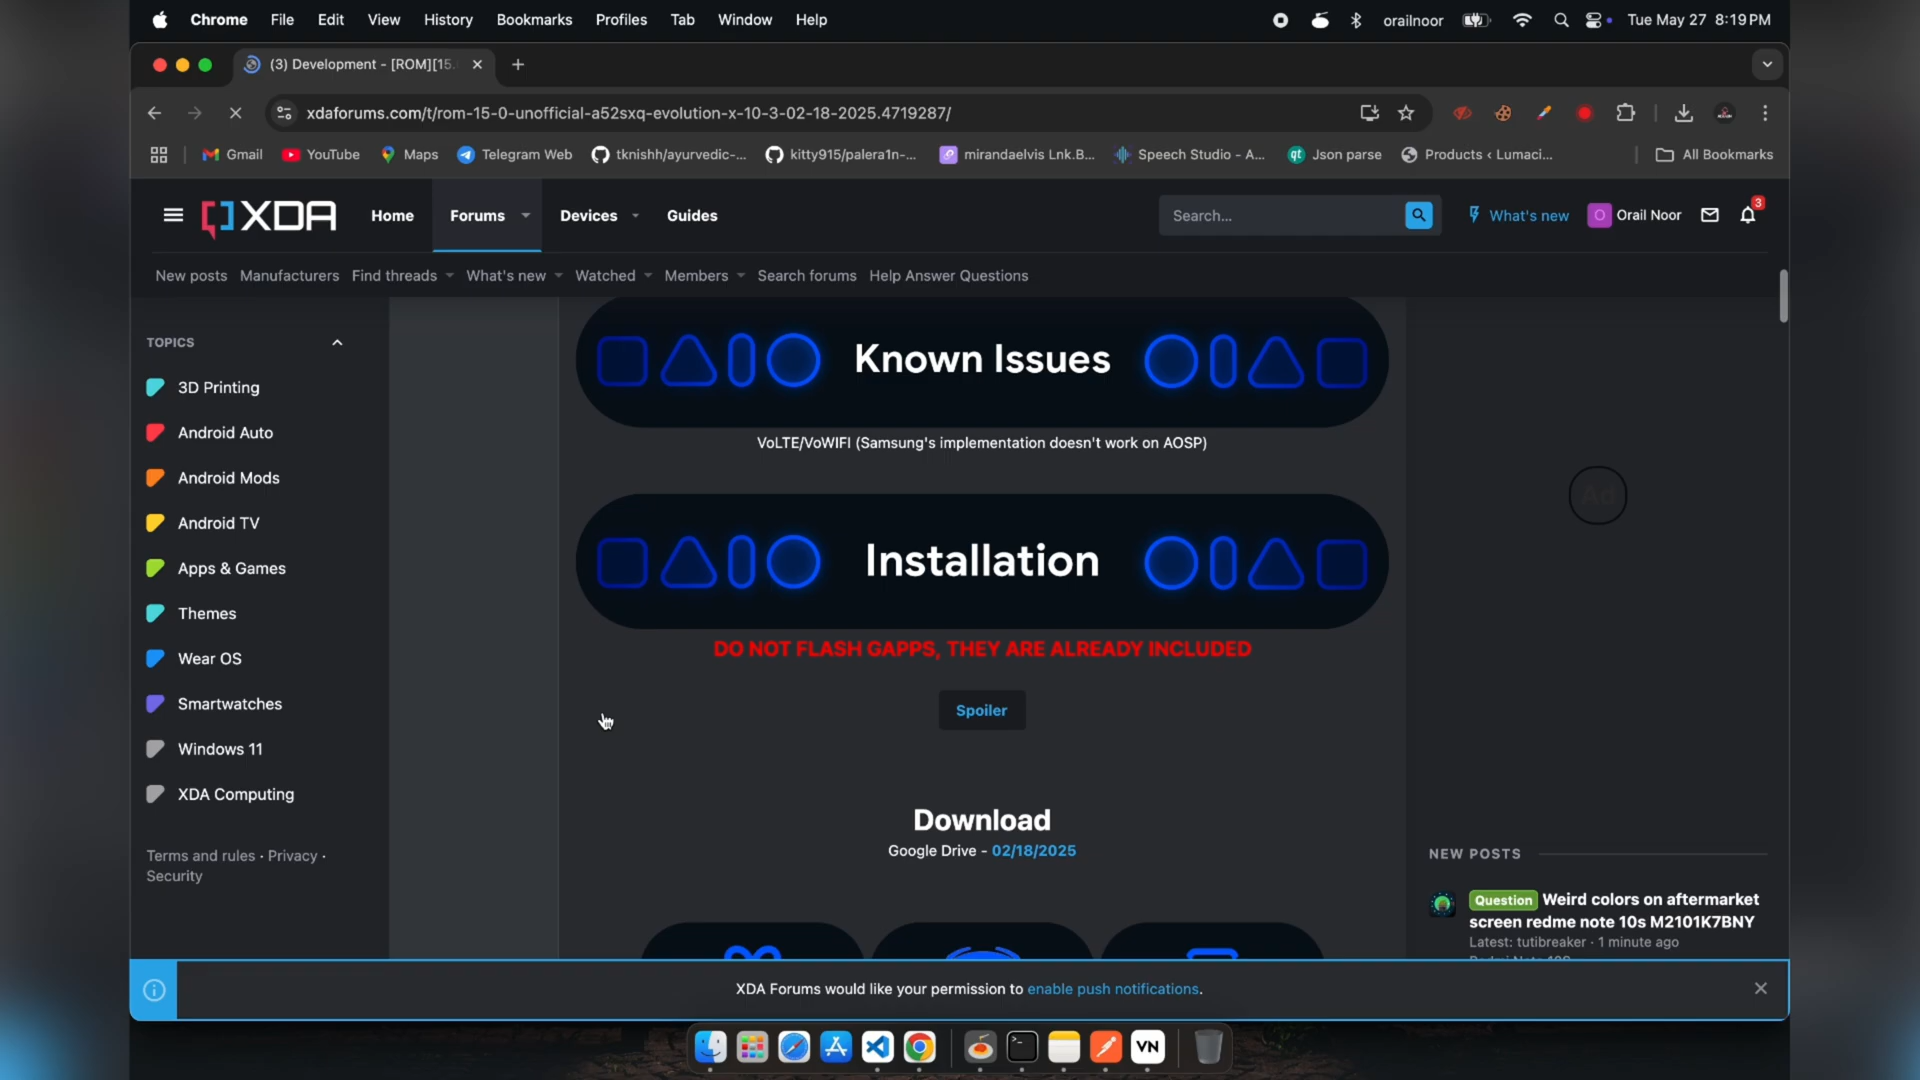 Chrome File Edit View History Bookmarks Profiles Tab Window Help
orailnoor Tue May 27 8:19 PM
(3) Development - [ROM][15.
xdaforums.com/t/rom-15-0-unofficial-a52sxq-evolution-x-10-3-02-18-2025.4719287/
Gmail YouTube Maps Telegram Web tknishh/ayurvedic-... kitty915/palera1n-... mirandaelvis Lnk.B... Speech Studio - A... qt Json parse Products ‹ Lumaci... All Bookmarks
XDA Home Forums Devices Guides Search... What's new O Orail Noor 3
New posts Manufacturers Find threads What's new Watched Members Search forums Help Answer Questions
TOPICS
3D Printing
Android Auto
Android Mods
Android TV
Apps & Games
Themes
Wear OS
Smartwatches
Windows 11
XDA Computing
Terms and rules · Privacy ·
Security
Known Issues
VoLTE/VoWIFI (Samsung's implementation doesn't work on AOSP)
Installation
DO NOT FLASH GAPPS, THEY ARE ALREADY INCLUDED
Spoiler
Download
Google Drive - 02/18/2025
Ad
NEW POSTS
Question Weird colors on aftermarket
screen redme note 10s M2101K7BNY
Latest: tutibreaker · 1 minute ago
XDA Forums would like your permission to enable push notifications.
VN